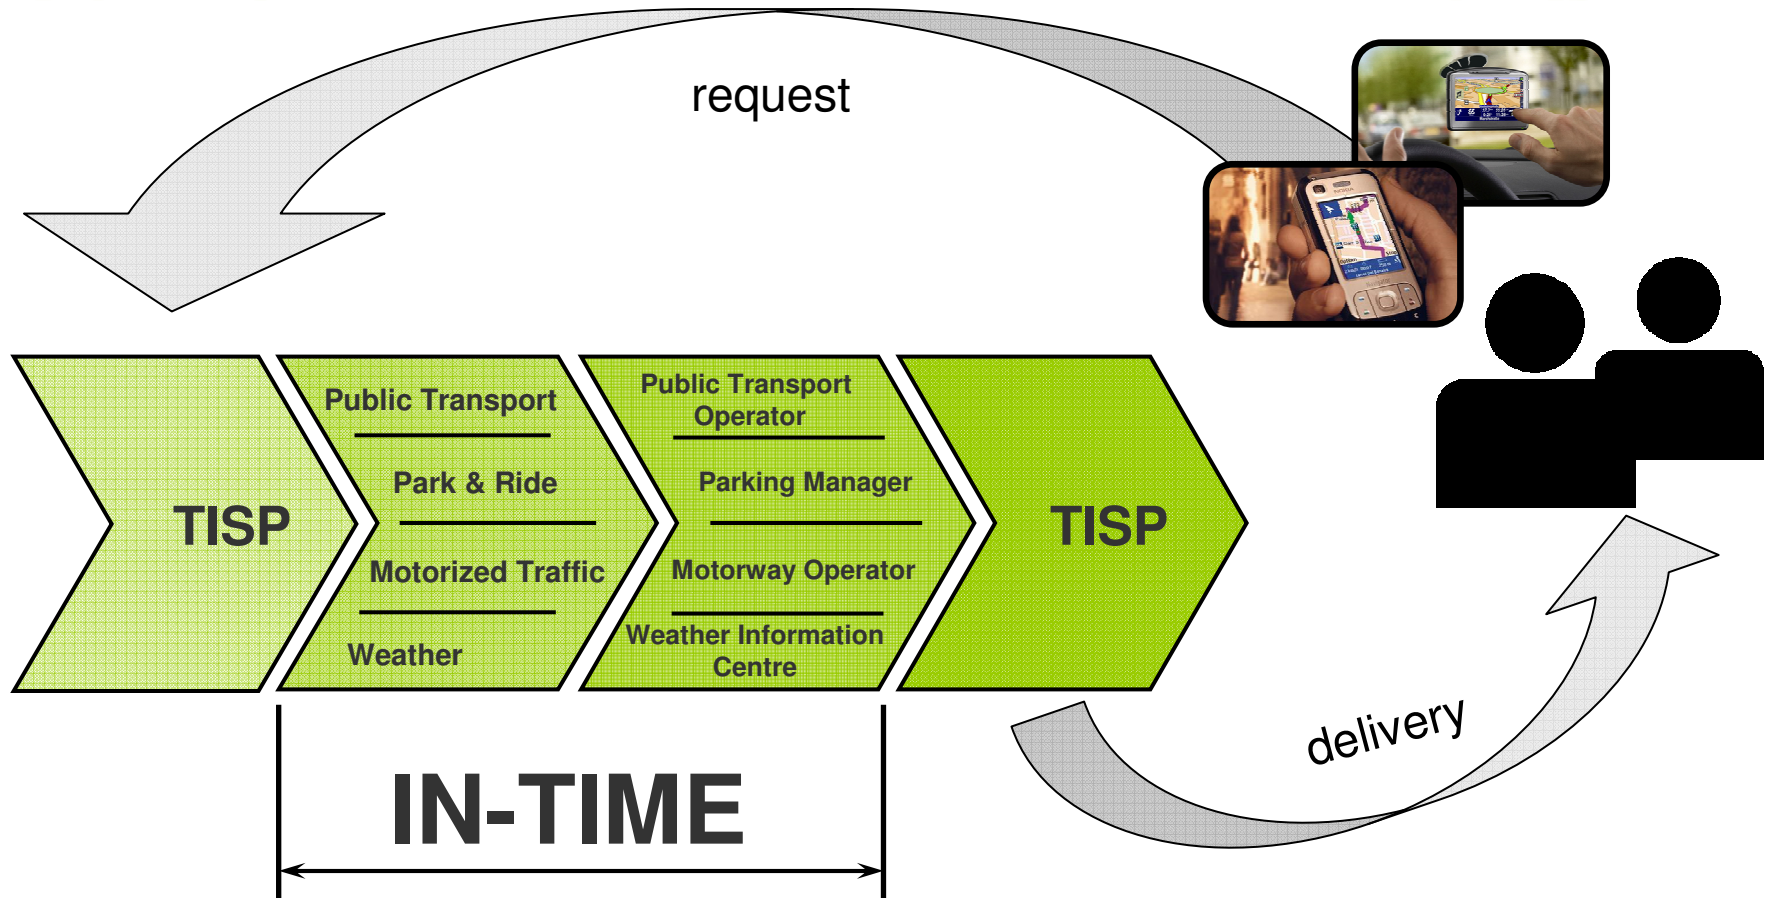 request
NOKIA
TISP
Public Transport
Park & Ride
Motorized Traffic
Weather
Public Transport
Operator
Parking Manager
Motorway Operator
Weather Information
Centre
TISP
delivery
IN-TIME